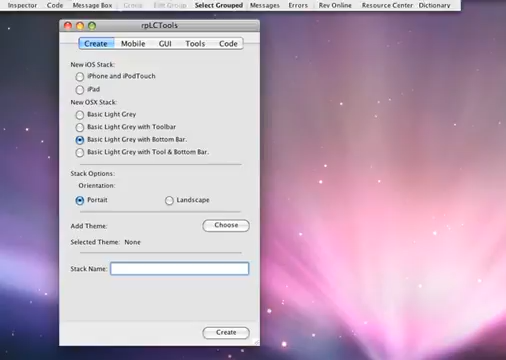 Inspector Code Message Box Group Edit Group Select Grouped Messages Errors Rev Online Resource Center Dictionary
rpLCTools
Create Mobile GUI Tools Code
New iOS Stack:
iPhone and iPodTouch
iPad
New OSX Stack:
Basic Light Grey
Basic Light Grey with Toolbar
Basic Light Grey with Bottom Bar.
Basic Light Grey with Tool & Bottom Bar.
Stack Options:
Orientation:
Portait Landscape
Add Theme: Choose
Selected Theme: None
Stack Name:
Create